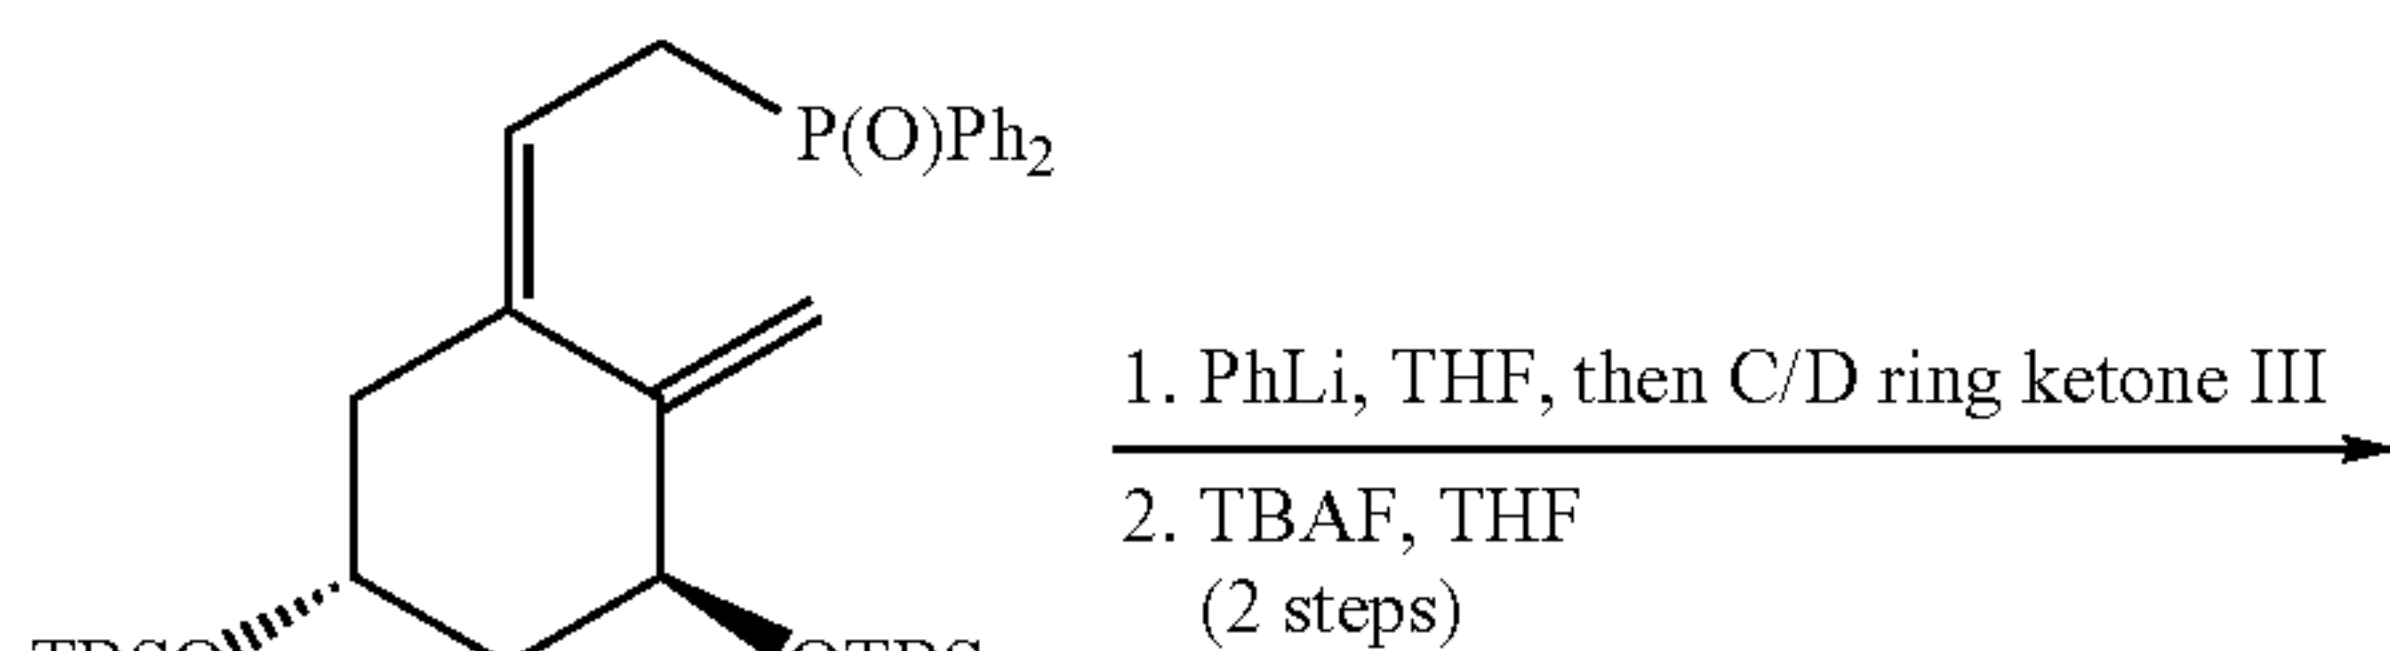 P(O)Ph₂
1. PhLi, THF, then C/D ring ketone III
2. TBAF, THF
(2 steps)